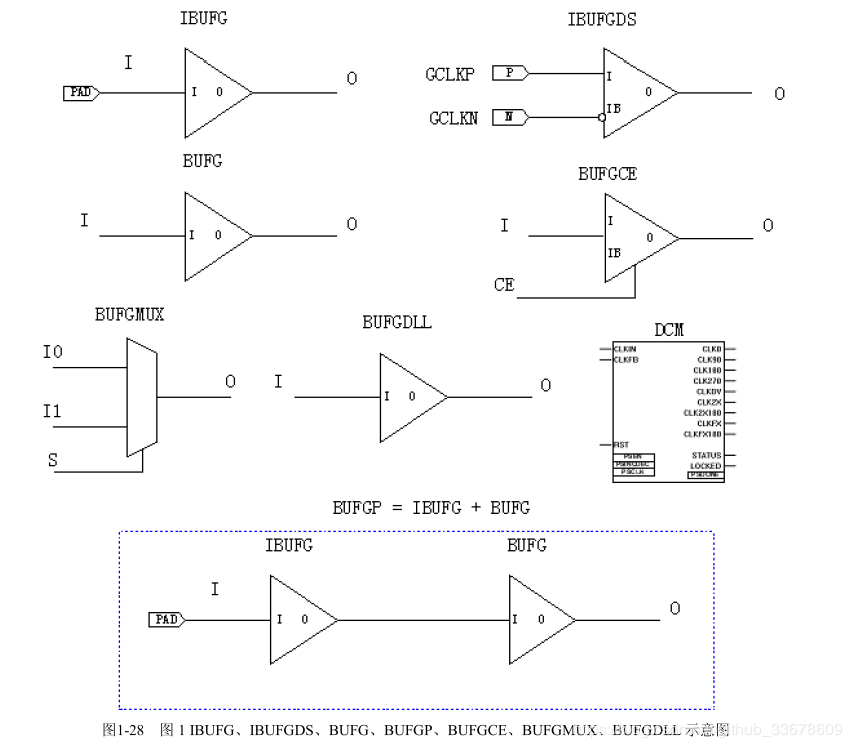 IBUFG
I
PAD
I O
O
IBUFGDS
GCLKP P I
O
O
GCLKN N IB
BUFG
I
I O
O
BUFGCE
I
I
IB
O
O
CE
BUFGMUX
I0
I1
S
O
BUFGDLL
I
I O
O
DCM
CLKIN CLK0
CLKFB CLK90
CLK180
CLK270
CLKDV
CLK2X
CLK2X180
CLKFX
CLKFX180
RST
PSEN STATUS
PSINCDEC LOCKED
PSCLK PSDONE
BUFGP = IBUFG + BUFG
IBUFG BUFG
I
PAD I O I O
O
图1-28 图 1 IBUFG、IBUFGDS、BUFG、BUFGP、BUFGCE、BUFGMUX、BUFGDLL 示意图
github_33678609